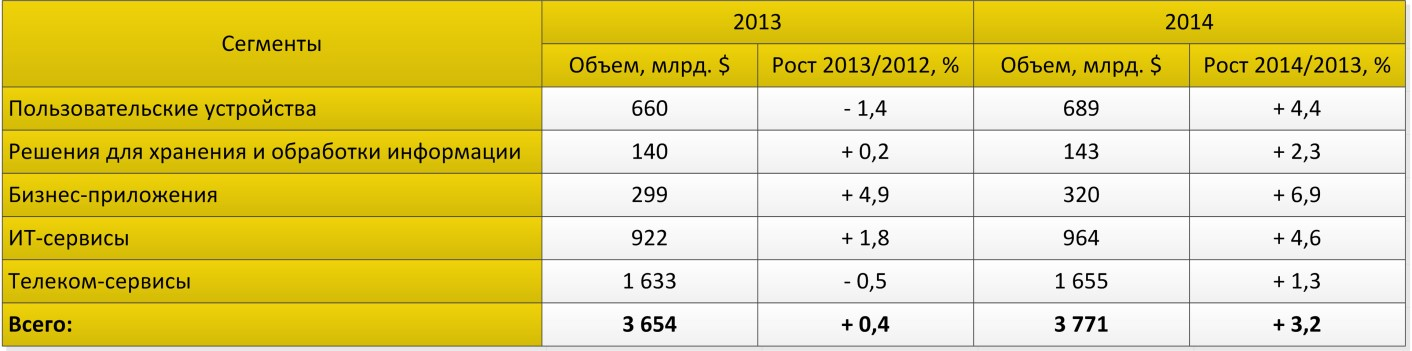 Сегменты 2013 2014
Объем, млрд. $ Рост 2013/2012, % Объем, млрд. $ Рост 2014/2013, %
Пользовательские устройства 660 - 1,4 689 + 4,4
Решения для хранения и обработки информации 140 + 0,2 143 + 2,3
Бизнес-приложения 299 + 4,9 320 + 6,9
ИТ-сервисы 922 + 1,8 964 + 4,6
Телеком-сервисы 1 633 - 0,5 1 655 + 1,3
Всего: 3 654 + 0,4 3 771 + 3,2